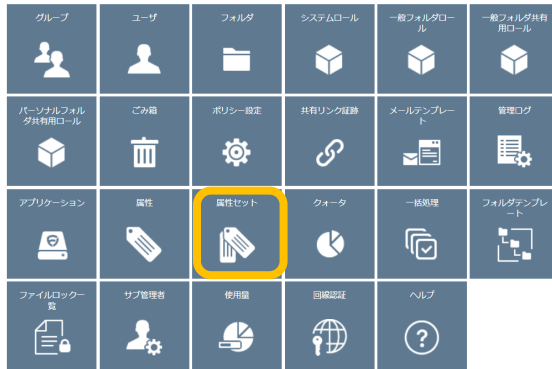 グループ
ユーザ
フォルダ
システムロール
一般フォルダロー
ル
一般フォルダ共有
用ロール
パーソナルフォル
ダ共有用ロール
ごみ箱
ポリシー設定
共有リンク証跡
メールテンプレー
ト
管理ログ
アプリケーション
属性
属性セット
クォータ
一括処理
フォルダテンプレ
ート
ファイルロック一
覧
サブ管理者
使用量
回線認証
ヘルプ